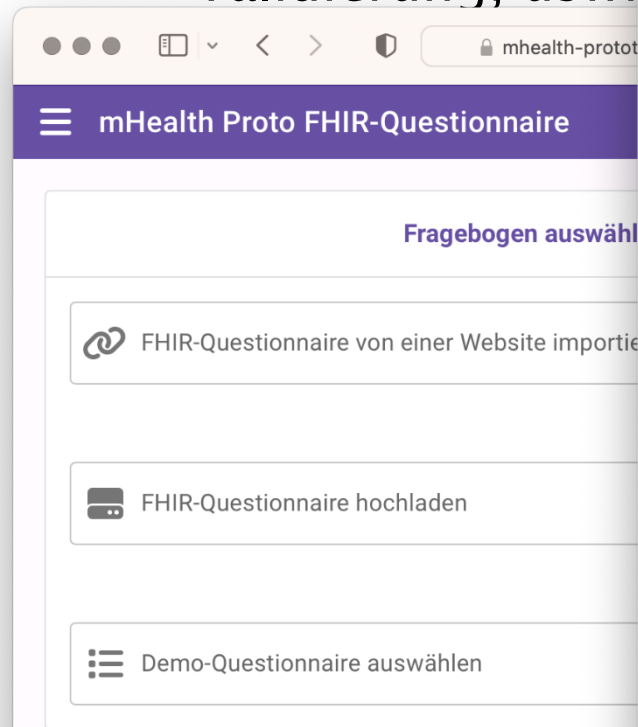 mhealth-protot
mHealth Proto FHIR-Questionnaire
Fragebogen auswähl
FHIR-Questionnaire von einer Website importie
FHIR-Questionnaire hochladen
Demo-Questionnaire auswählen